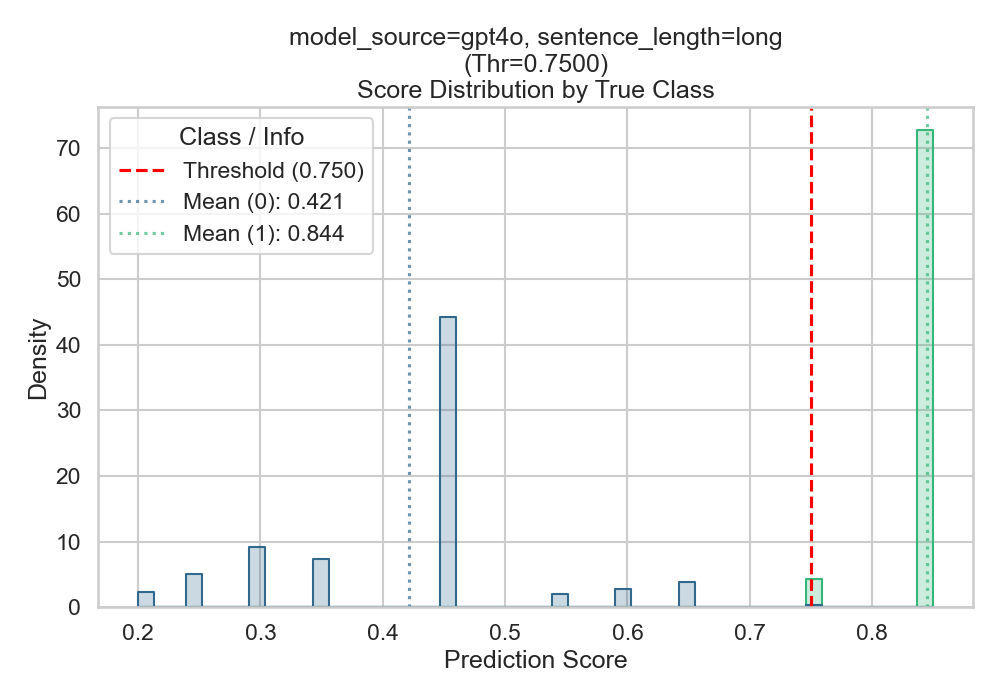 model_source=gpt4o, sentence_length=long
(Thr=0.7500)
Score Distribution by True Class
Class / Info
Threshold (0.750)
Mean (0): 0.421
Mean (1): 0.844
Density
70
60
50
40
30
20
10
0
0.2 0.3 0.4 0.5 0.6 0.7 0.8
Prediction Score